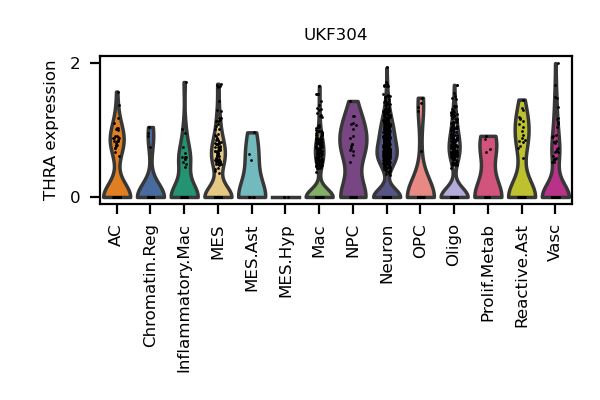 UKF304
THRA expression
2
0
AC
Chromatin.Reg
Inflammatory.Mac
MES
MES.Ast
MES.Hyp
Mac
NPC
Neuron
OPC
Oligo
Prolif.Metab
Reactive.Ast
Vasc